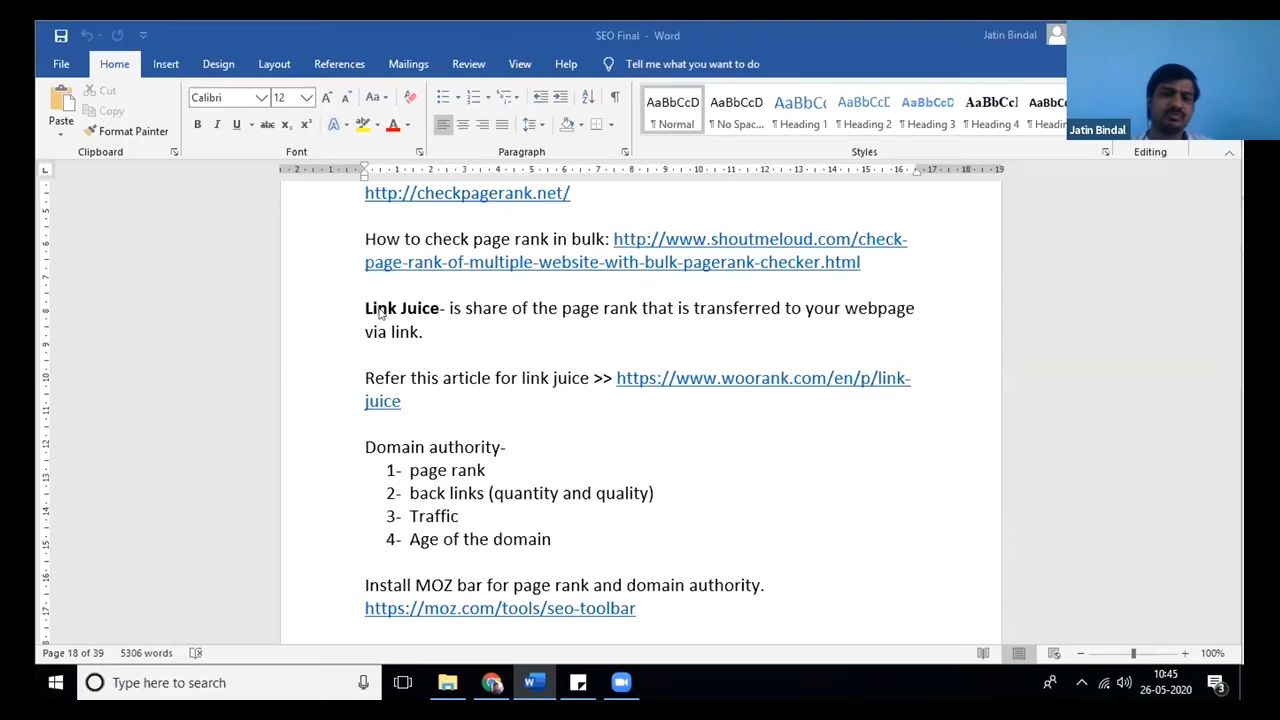 SEO Final - Word
Jatin Bindal
File Home Insert Design Layout References Mailings Review View Help Tell me what you want to do
Cut
Copy
Paste
Format Painter
Calibri 12
AaBbCcD AaBbCcD AaBbCc AaBbCcD AaBbCcD AaBbCcI AaBbCc
¶ Normal ¶ No Spac... ¶ Heading 1 ¶ Heading 2 ¶ Heading 3 ¶ Heading 4
Clipboard Font Paragraph Styles Editing
Jatin Bindal
http://checkpagerank.net/
How to check page rank in bulk: http://www.shoutmeloud.com/check-
page-rank-of-multiple-website-with-bulk-pagerank-checker.html
Link Juice- is share of the page rank that is transferred to your webpage
via link.
Refer this article for link juice >> https://www.woorank.com/en/p/link-
juice
Domain authority-
1- page rank
2- back links (quantity and quality)
3- Traffic
4- Age of the domain
Install MOZ bar for page rank and domain authority.
https://moz.com/tools/seo-toolbar
Page 18 of 39 5306 words 100%
Type here to search
10:45
26-05-2020
3